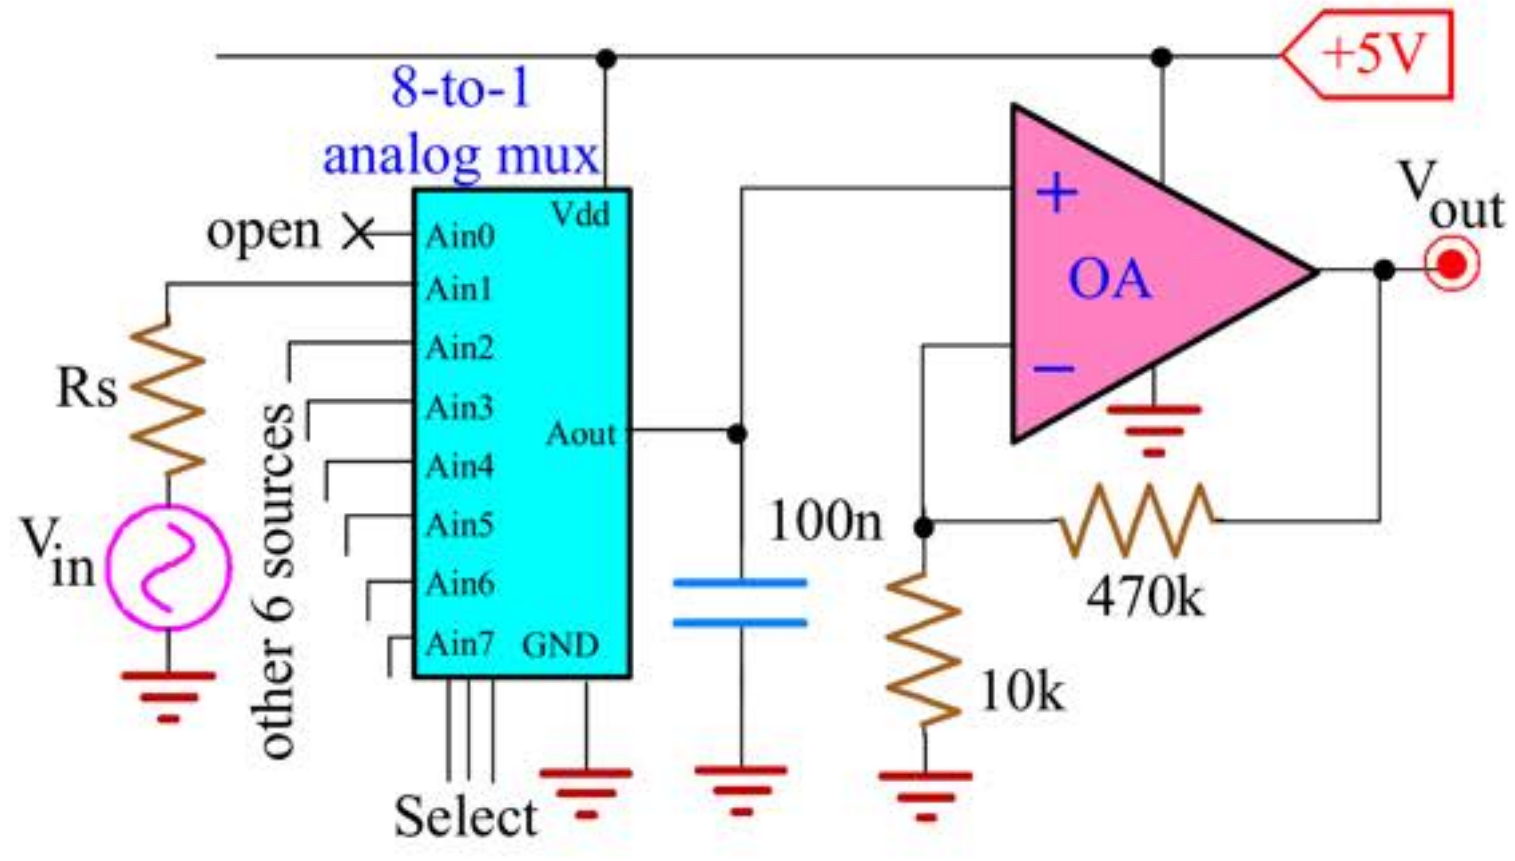 +5V
8-to-1
analog mux
Vdd
open
Ain0
Ain1
Ain2
Ain3
Ain4
Ain5
Ain6
Ain7
Aout
GND
Rs
Vin
other 6 sources
Select
100n
+
OA
−
Vout
470k
10k